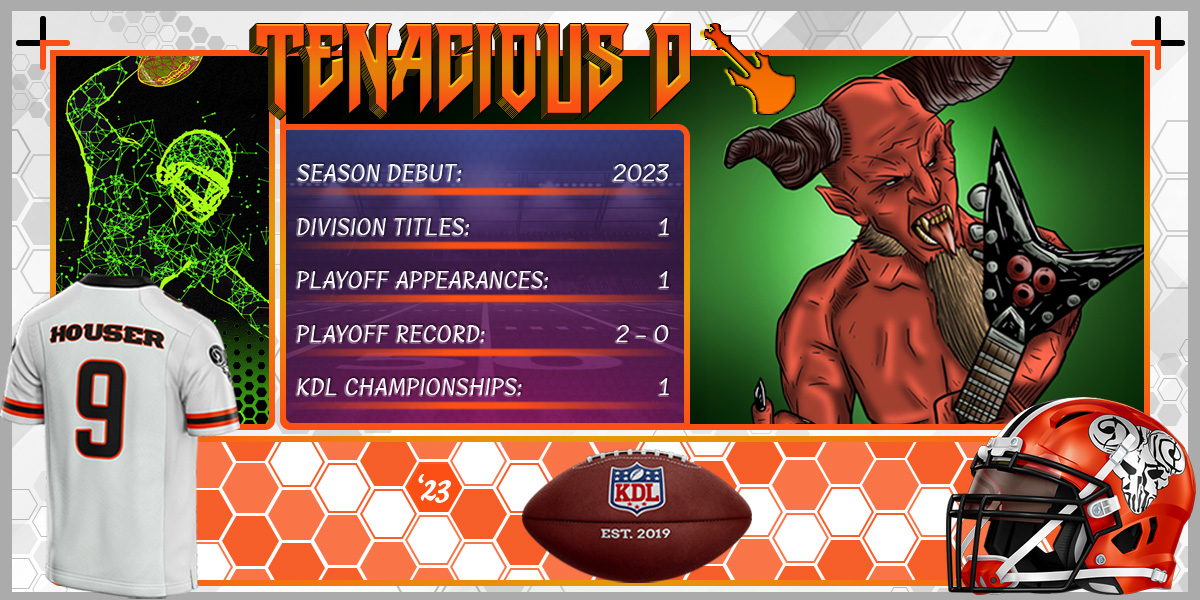 TENACIOUS D
SEASON DEBUT: 2023
DIVISION TITLES: 1
PLAYOFF APPEARANCES: 1
PLAYOFF RECORD: 2 – 0
KDL CHAMPIONSHIPS: 1
HOUSER
9
‘23
KDL
EST. 2019